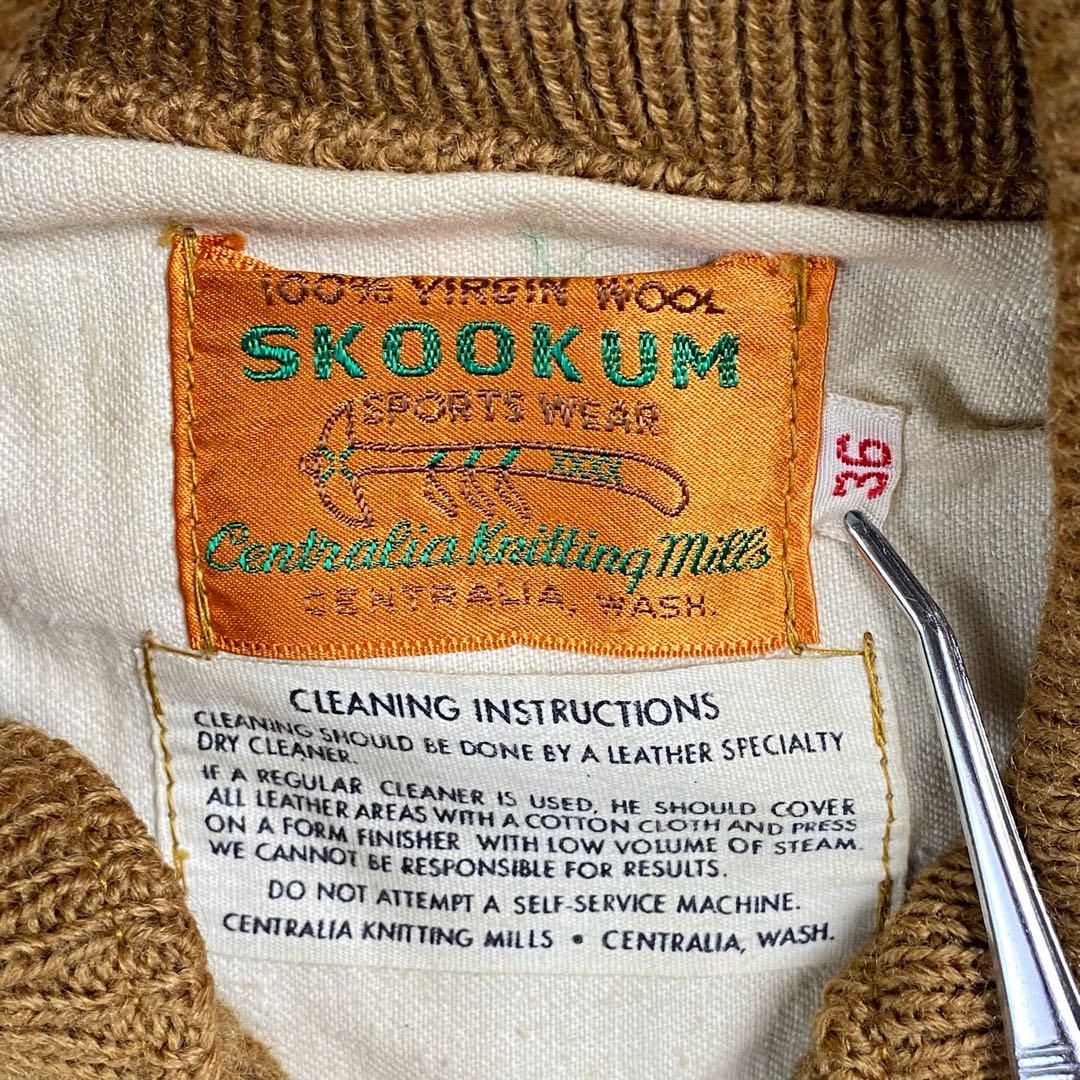 100% VIRGIN WOOL
SKOOKUM
SPORTS WEAR
Centralia Knitting Mills
CENTRALIA, WASH.
36
CLEANING INSTRUCTIONS
CLEANING SHOULD BE DONE BY A LEATHER SPECIALTY
DRY CLEANER.
IF A REGULAR CLEANER IS USED, HE SHOULD COVER
ALL LEATHER AREAS WITH A COTTON CLOTH AND PRESS
ON A FORM FINISHER WITH LOW VOLUME OF STEAM.
WE CANNOT BE RESPONSIBLE FOR RESULTS.
DO NOT ATTEMPT A SELF-SERVICE MACHINE.
CENTRALIA KNITTING MILLS • CENTRALIA, WASH.